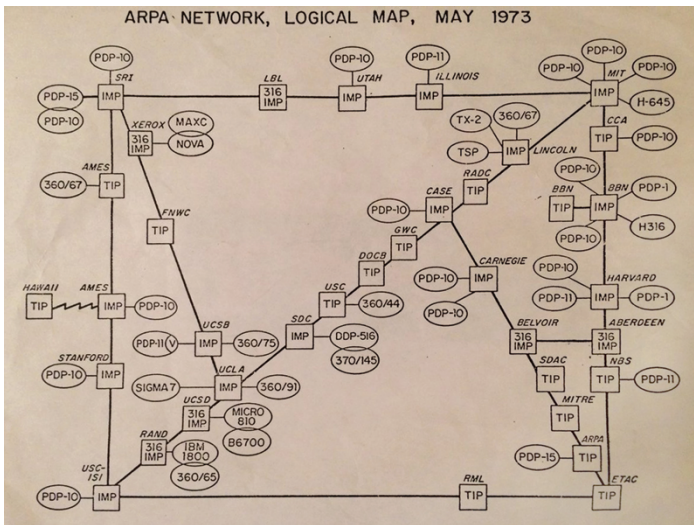 ARPA NETWORK, LOGICAL MAP, MAY 1973
PDP-10
SRI
PDP-15
IMP
PDP-10
LBL
316
IMP
PDP-10
UTAH
IMP
PDP-11
ILLINOIS
IMP
PDP-10
PDP-10
MIT
PDP-10
IMP
H-645
XEROX
316
IMP
MAXC
NOVA
TX-2
360/67
TSP
IMP
LINCOLN
CCA
TIP
PDP-10
AMES
360/67
TIP
RADC
TIP
PDP-10
BBN
TIP
BBN
IMP
PDP-1
H316
PDP-10
CASE
PDP-10
IMP
FNWC
TIP
GWC
TIP
DOCB
TIP
CARNEGIE
PDP-10
IMP
PDP-10
PDP-10
HARVARD
PDP-11
IMP
PDP-1
HAWAII
TIP
AMES
IMP
PDP-10
USC
TIP
360/44
SDC
IMP
DDP-516
370/145
UCSB
PDP-11
V
IMP
360/75
BELVOIR
316
IMP
ABERDEEN
316
IMP
STANFORD
PDP-10
IMP
UCLA
SIGMA7
IMP
360/91
SDAC
TIP
NBS
TIP
PDP-11
UCSD
316
IMP
MICRO
810
B6700
MITRE
TIP
RAND
316
IMP
IBM
1800
360/65
ARPA
PDP-15
TIP
USC-
ISI
PDP-10
IMP
RML
TIP
ETAC
TIP